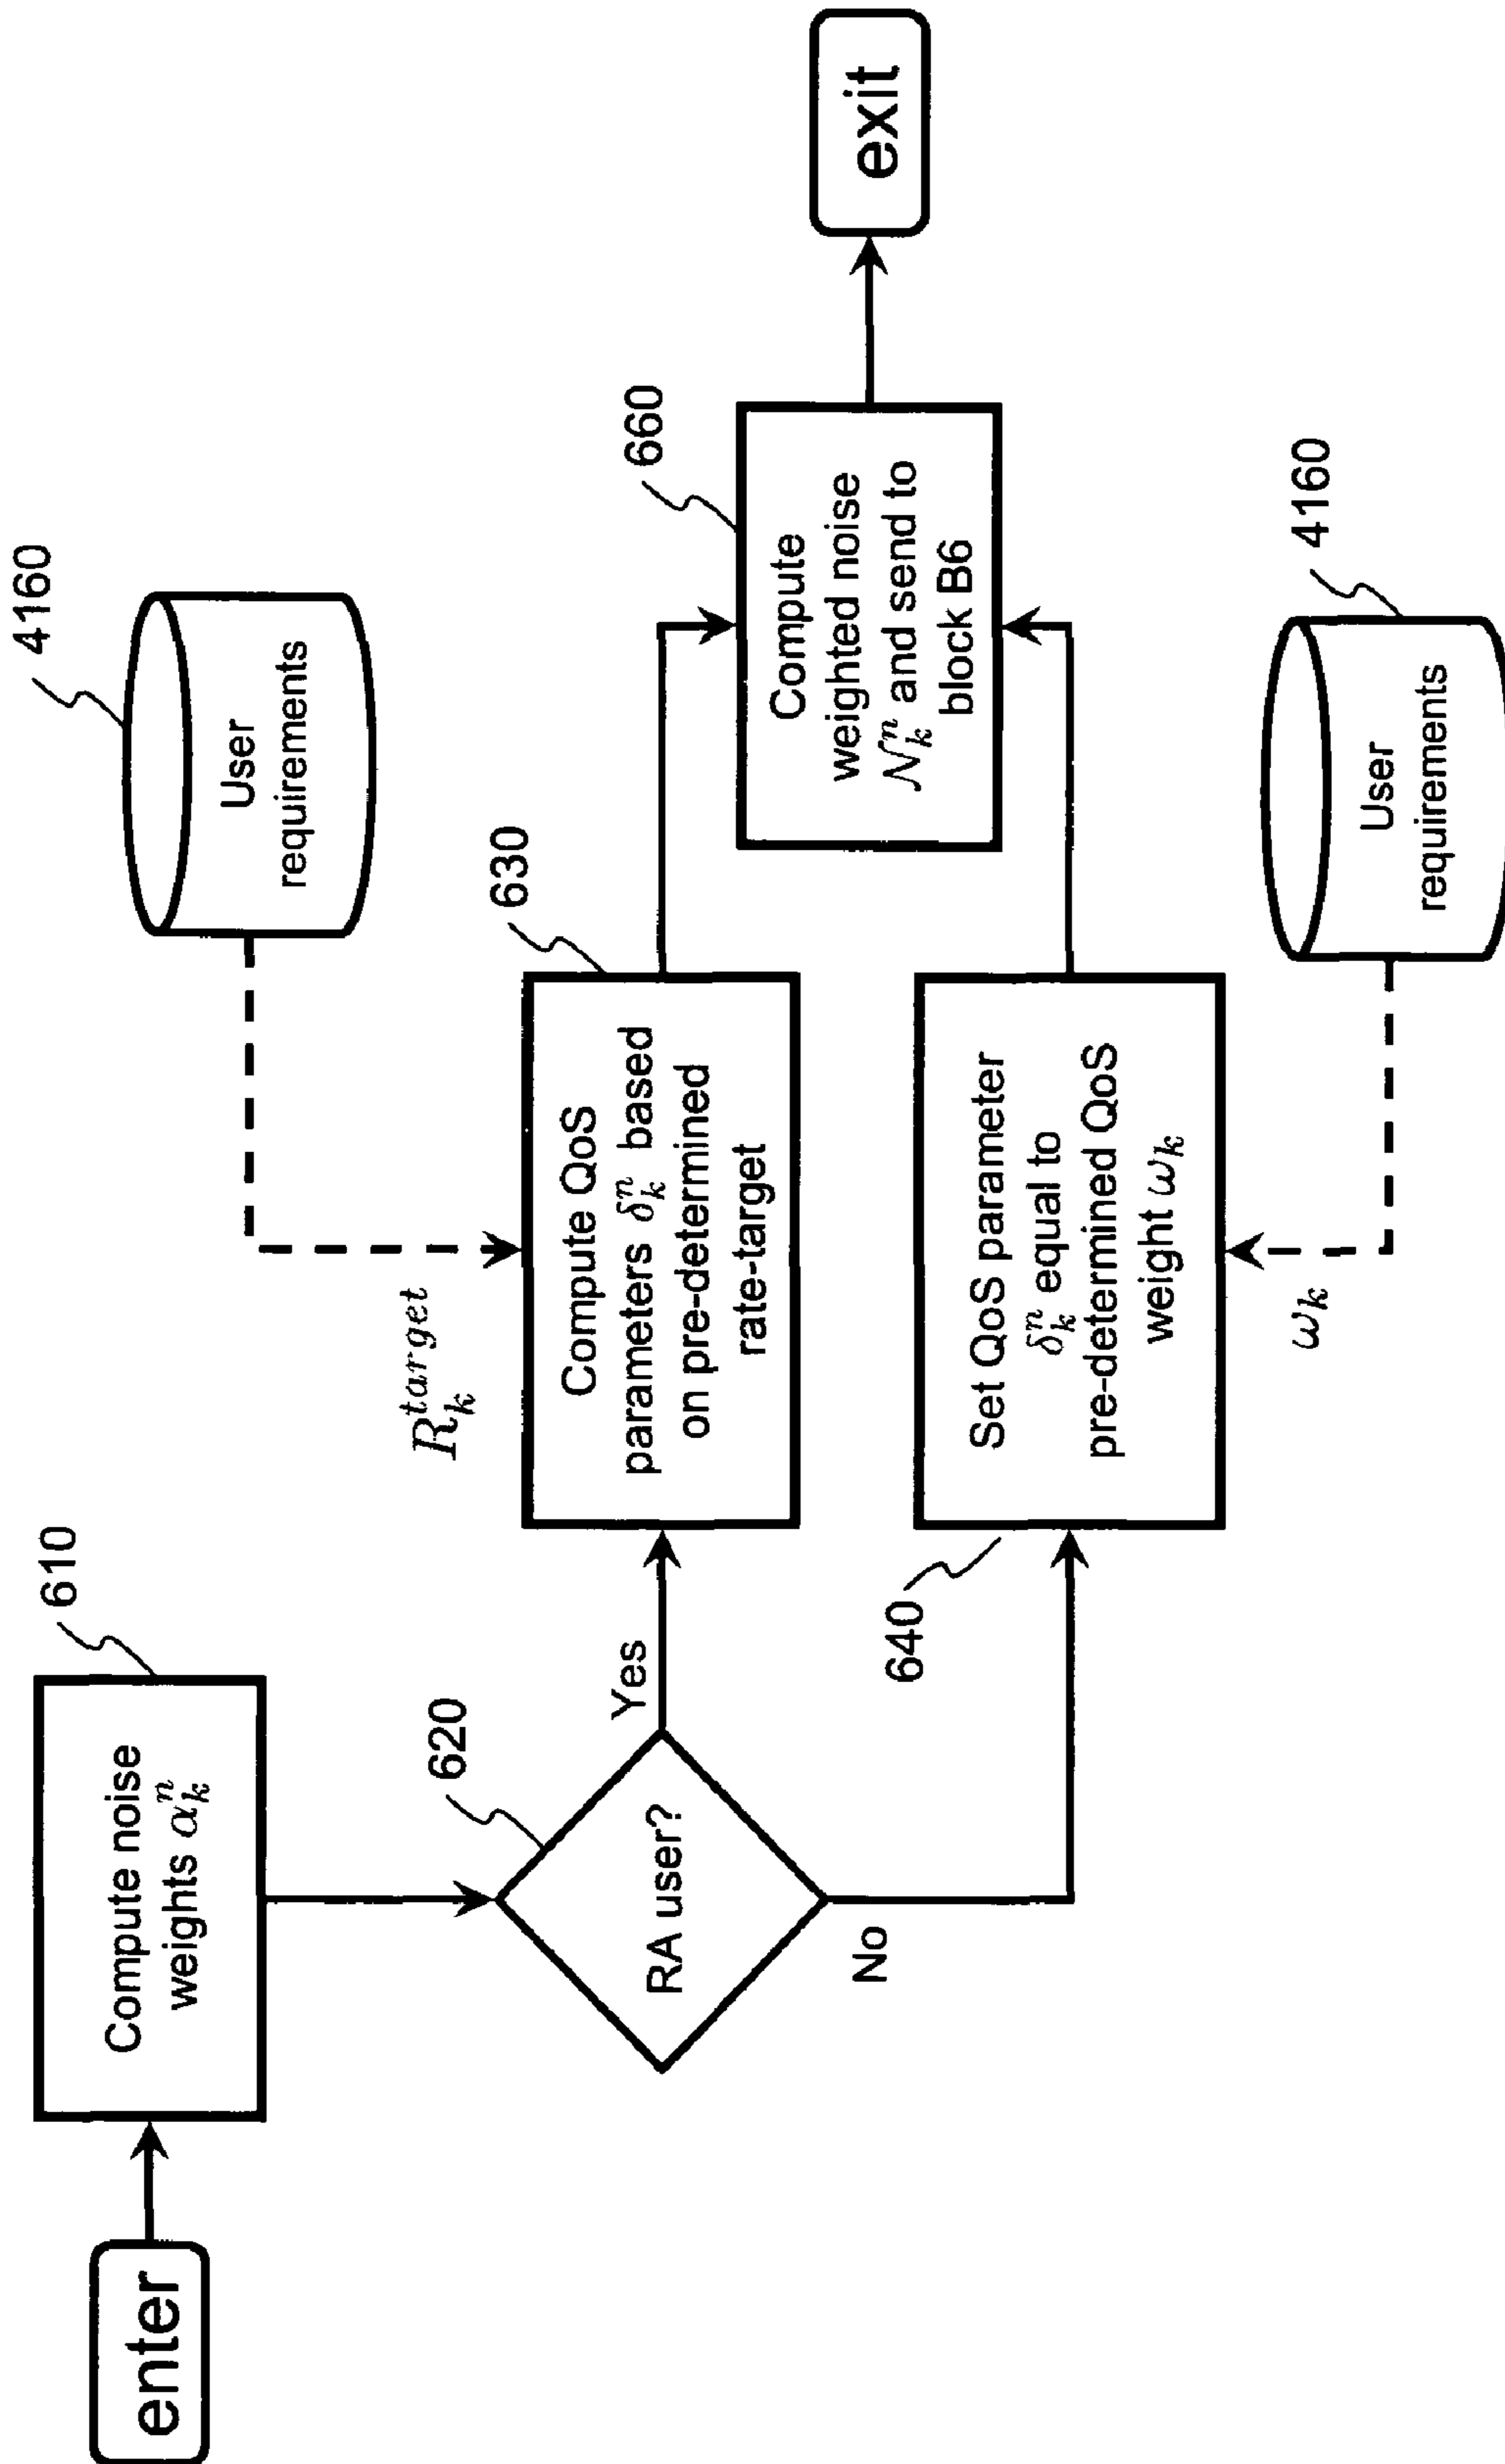 enter
610
Compute noise
weights α_k^n
620
RA user?
Yes
No
4160
User
requirements
R_k^{target}
630
Compute QoS
parameters δ_k^n based
on pre-determined
rate-target
640
Set QoS parameter
δ_k^n equal to
pre-determined QoS
weight ω_k
ω_k
4160
User
requirements
660
Compute
weighted noise
𝒩_k^n and send to
block B6
exit